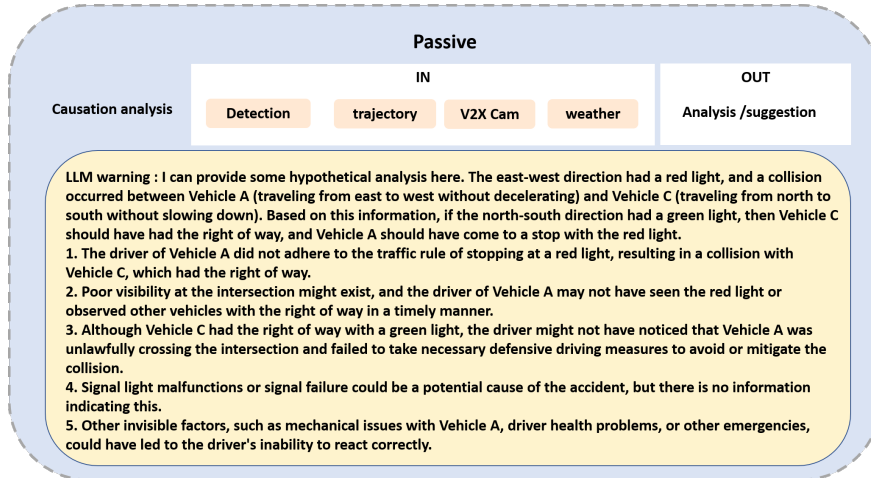 Passive
IN
OUT
Causation analysis
Detection
trajectory
V2X Cam
weather
Analysis /suggestion
LLM warning : I can provide some hypothetical analysis here. The east-west direction had a red light, and a collision
occurred between Vehicle A (traveling from east to west without decelerating) and Vehicle C (traveling from north to
south without slowing down). Based on this information, if the north-south direction had a green light, then Vehicle C
should have had the right of way, and Vehicle A should have come to a stop with the red light.
1. The driver of Vehicle A did not adhere to the traffic rule of stopping at a red light, resulting in a collision with
Vehicle C, which had the right of way.
2. Poor visibility at the intersection might exist, and the driver of Vehicle A may not have seen the red light or
observed other vehicles with the right of way in a timely manner.
3. Although Vehicle C had the right of way with a green light, the driver might not have noticed that Vehicle A was
unlawfully crossing the intersection and failed to take necessary defensive driving measures to avoid or mitigate the
collision.
4. Signal light malfunctions or signal failure could be a potential cause of the accident, but there is no information
indicating this.
5. Other invisible factors, such as mechanical issues with Vehicle A, driver health problems, or other emergencies,
could have led to the driver's inability to react correctly.